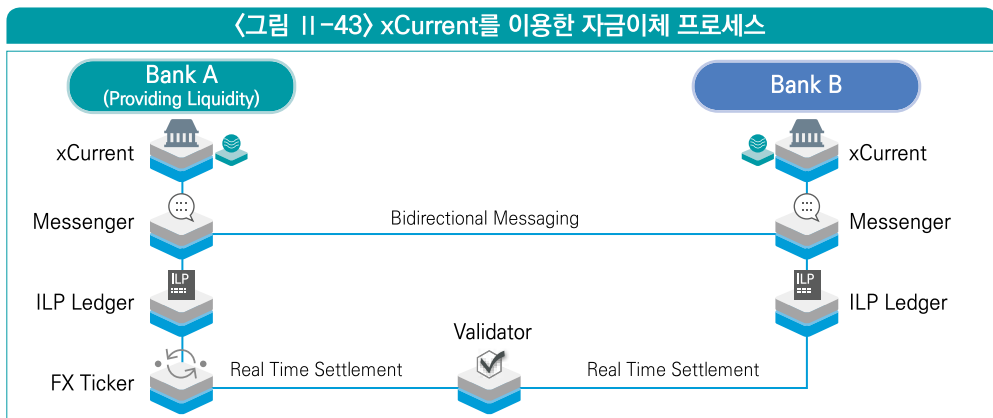 〈그림 Ⅱ-43〉 xCurrent를 이용한 자금이체 프로세스
Bank A
(Providing Liquidity)
Bank B
xCurrent
xCurrent
Messenger
Bidirectional Messaging
Messenger
ILP
ILP
ILP Ledger
ILP Ledger
Validator
FX Ticker
Real Time Settlement
Real Time Settlement